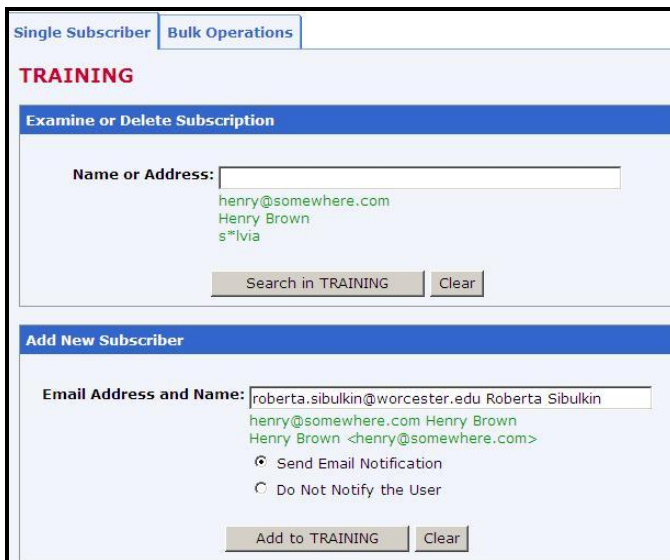 Single Subscriber Bulk Operations
TRAINING
Examine or Delete Subscription
Name or Address:
henry@somewhere.com
Henry Brown
s*lvia
Search in TRAINING Clear
Add New Subscriber
Email Address and Name: roberta.sibulkin@worcester.edu Roberta Sibulkin
henry@somewhere.com Henry Brown
Henry Brown <henry@somewhere.com>
Send Email Notification
Do Not Notify the User
Add to TRAINING Clear